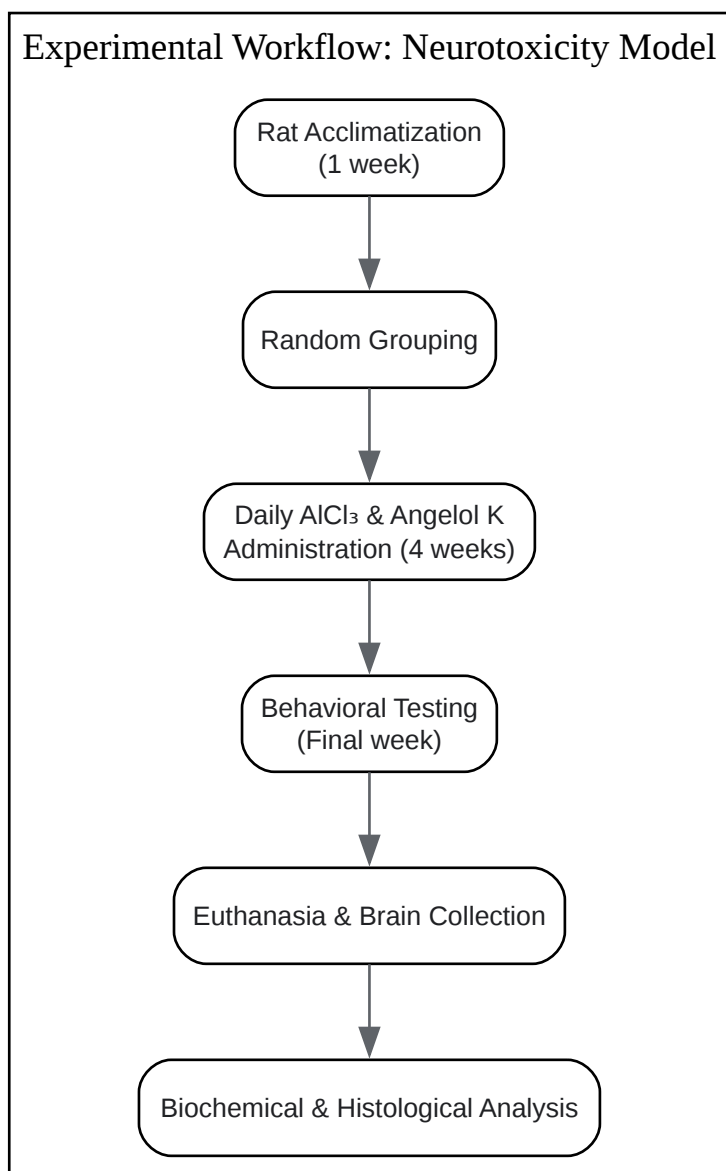 Experimental Workflow: Neurotoxicity Model
Rat Acclimatization
(1 week)
Random Grouping
Daily AlCl₃ & Angelol K
Administration (4 weeks)
Behavioral Testing
(Final week)
Euthanasia & Brain Collection
Biochemical & Histological Analysis